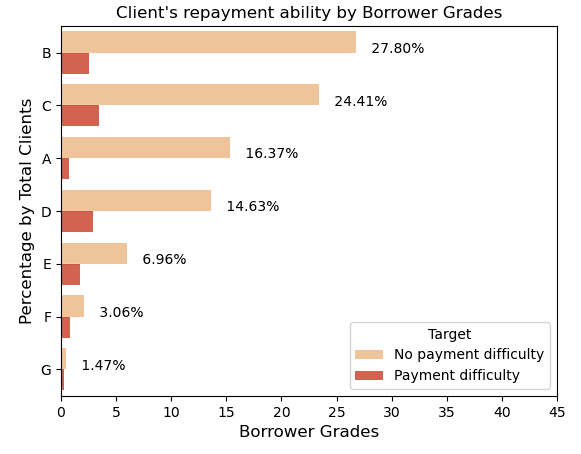 Client's repayment ability by Borrower Grades
Percentage by Total Clients
B
27.80%
C
24.41%
A
16.37%
D
14.63%
E
6.96%
F
3.06%
G
1.47%
Target
No payment difficulty
Payment difficulty
0 5 10 15 20 25 30 35 40 45
Borrower Grades